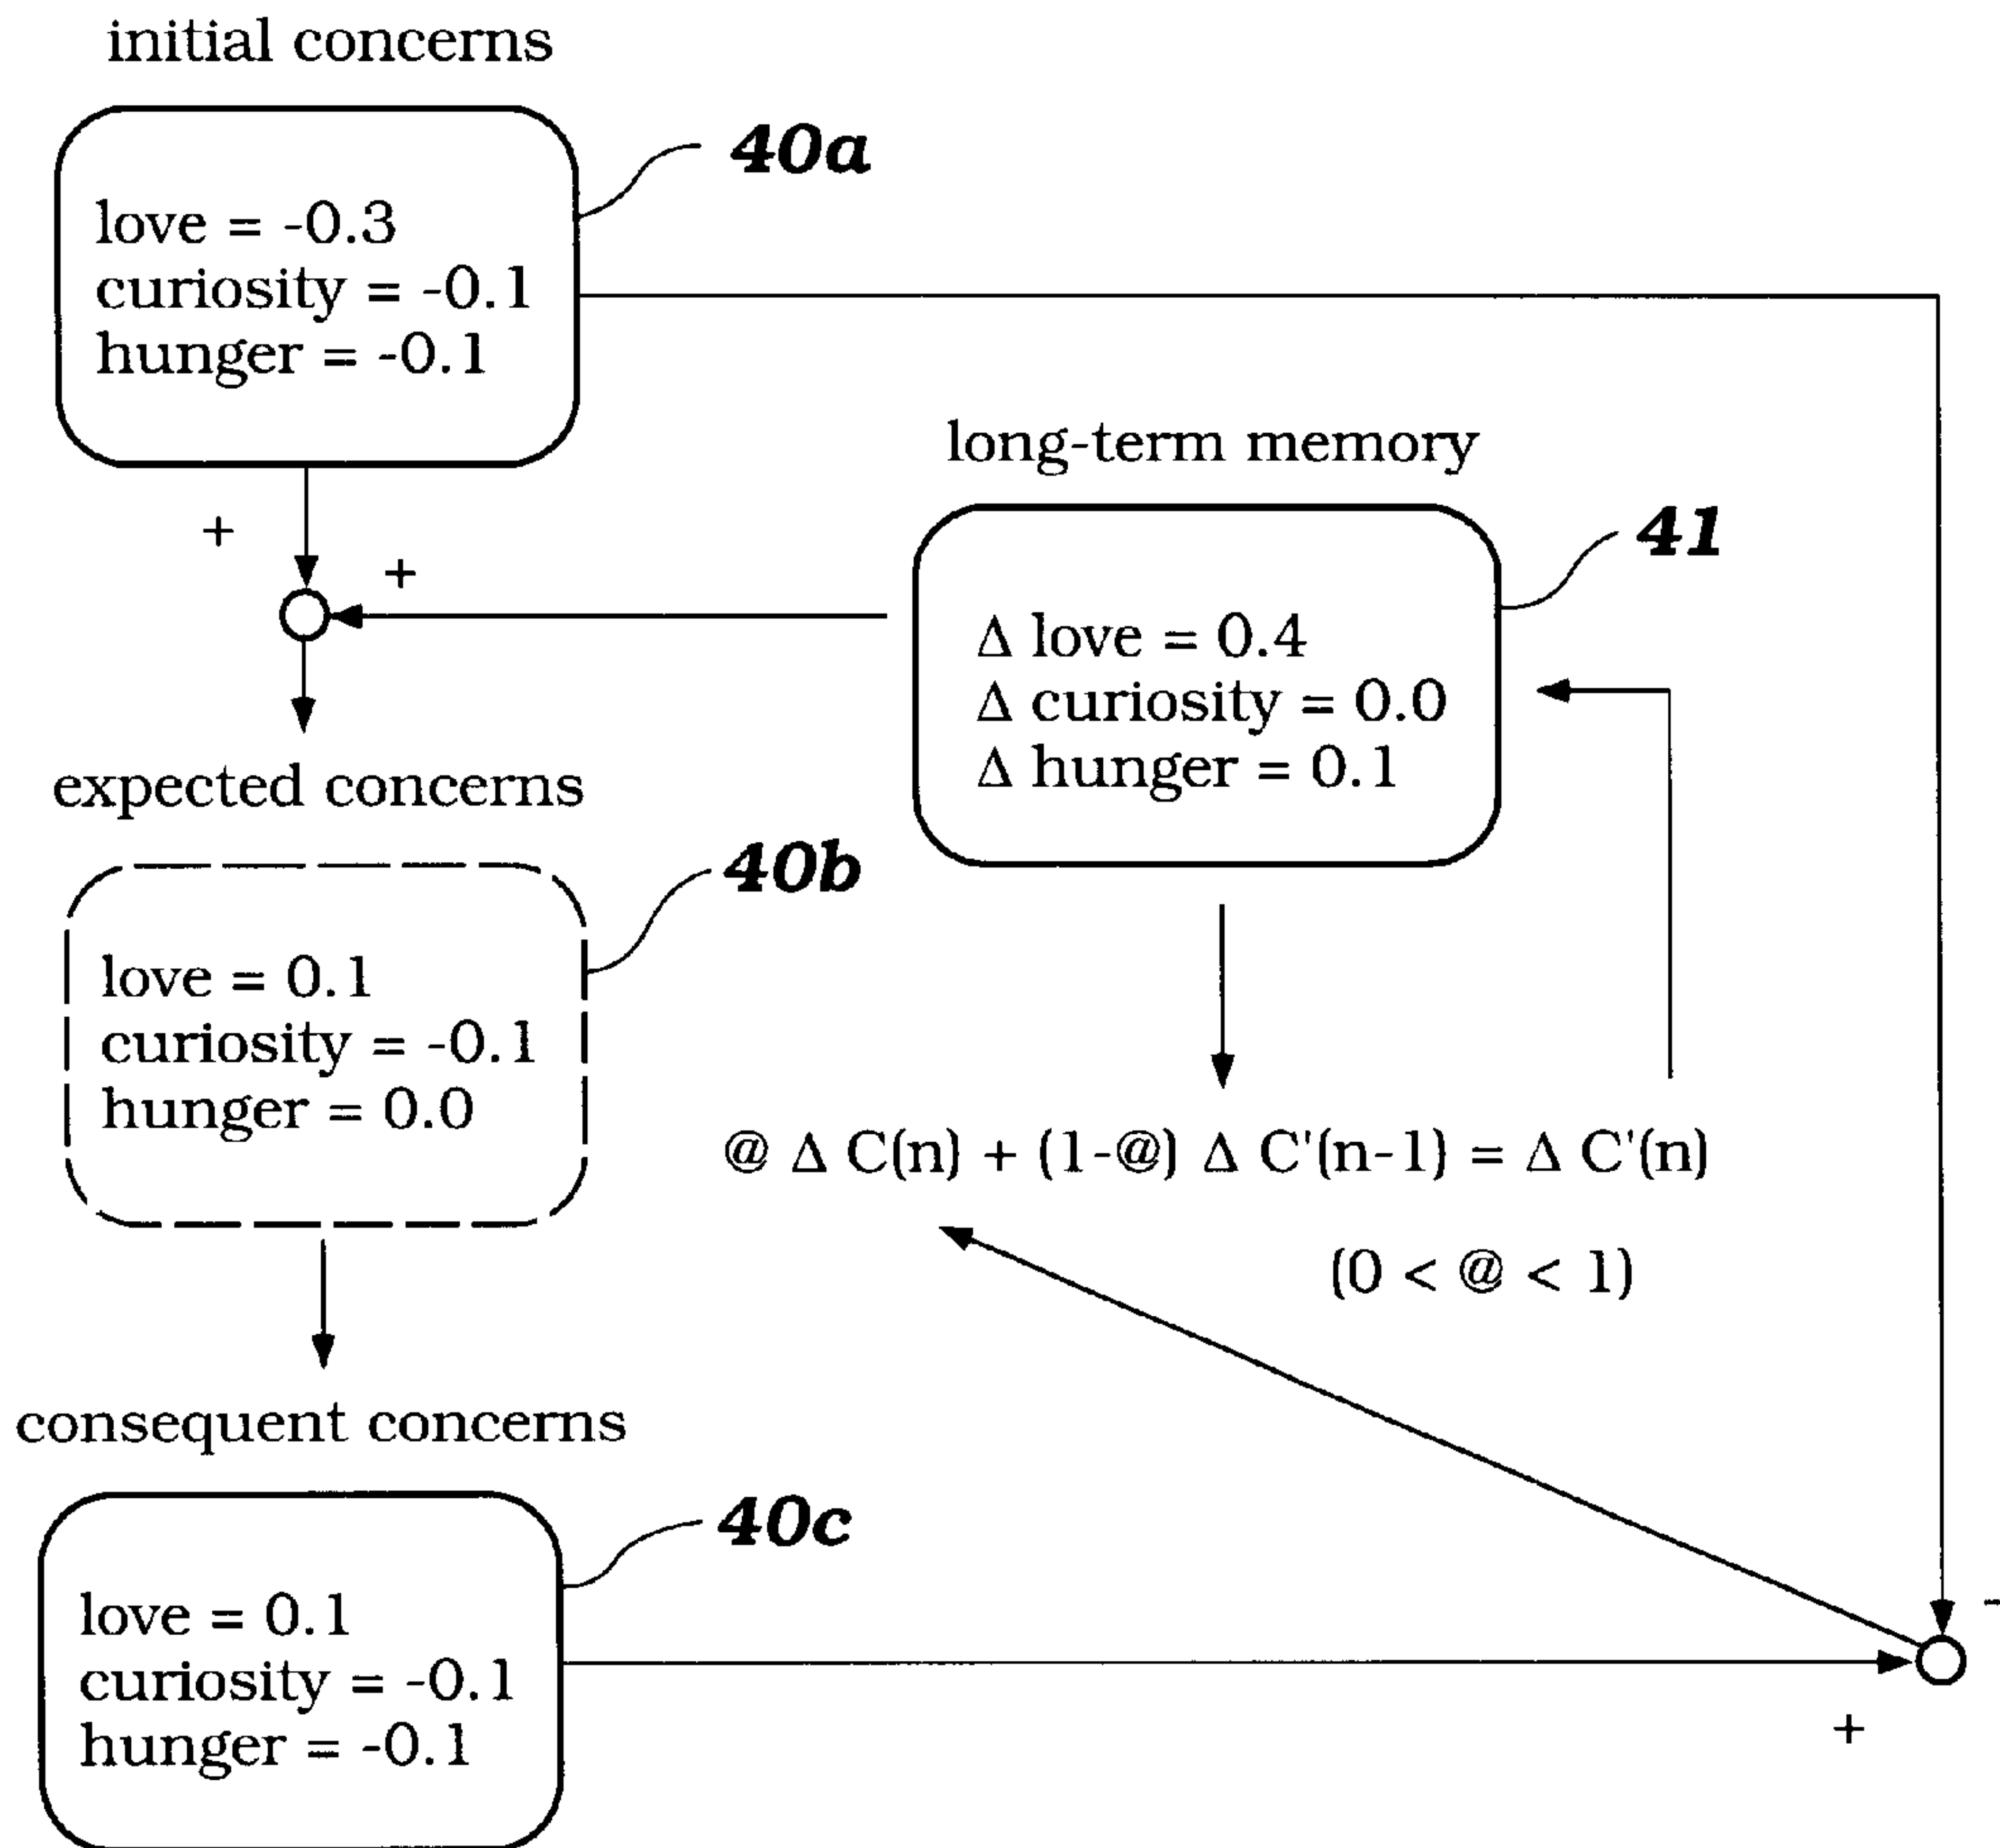 initial concerns
40a
love = -0.3
curiosity = -0.1
hunger = -0.1
long-term memory
+
41
+
Δ love = 0.4
Δ curiosity = 0.0
Δ hunger = 0.1
expected concerns
40b
love = 0.1
curiosity = -0.1
hunger = 0.0
@ Δ C(n) + (1-@) Δ C'(n-1) = Δ C'(n)
(0 < @ < 1)
consequent concerns
40c
love = 0.1
curiosity = -0.1
hunger = -0.1
-
+